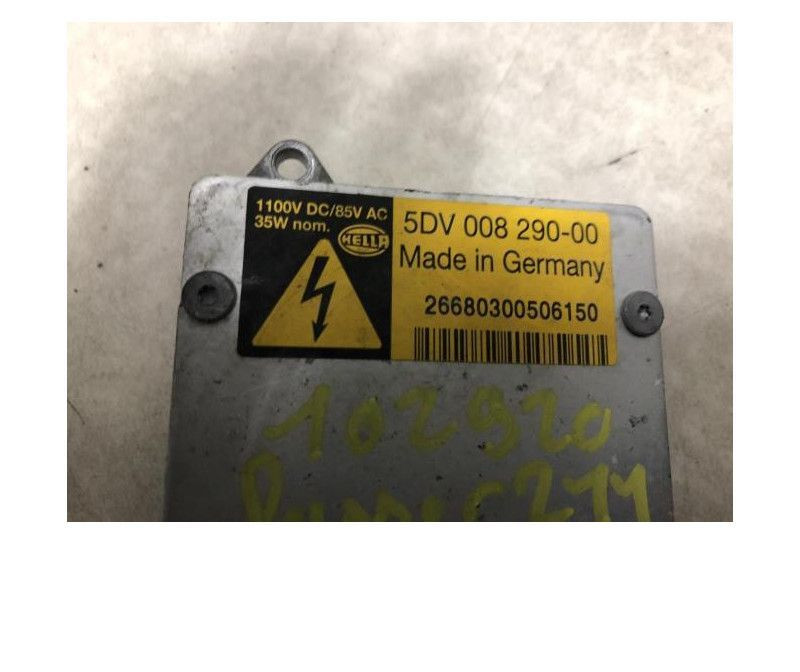 1100V DC/85V AC
35W nom.
HELLA
5DV 008 290-00
Made in Germany
26680300506150
102920